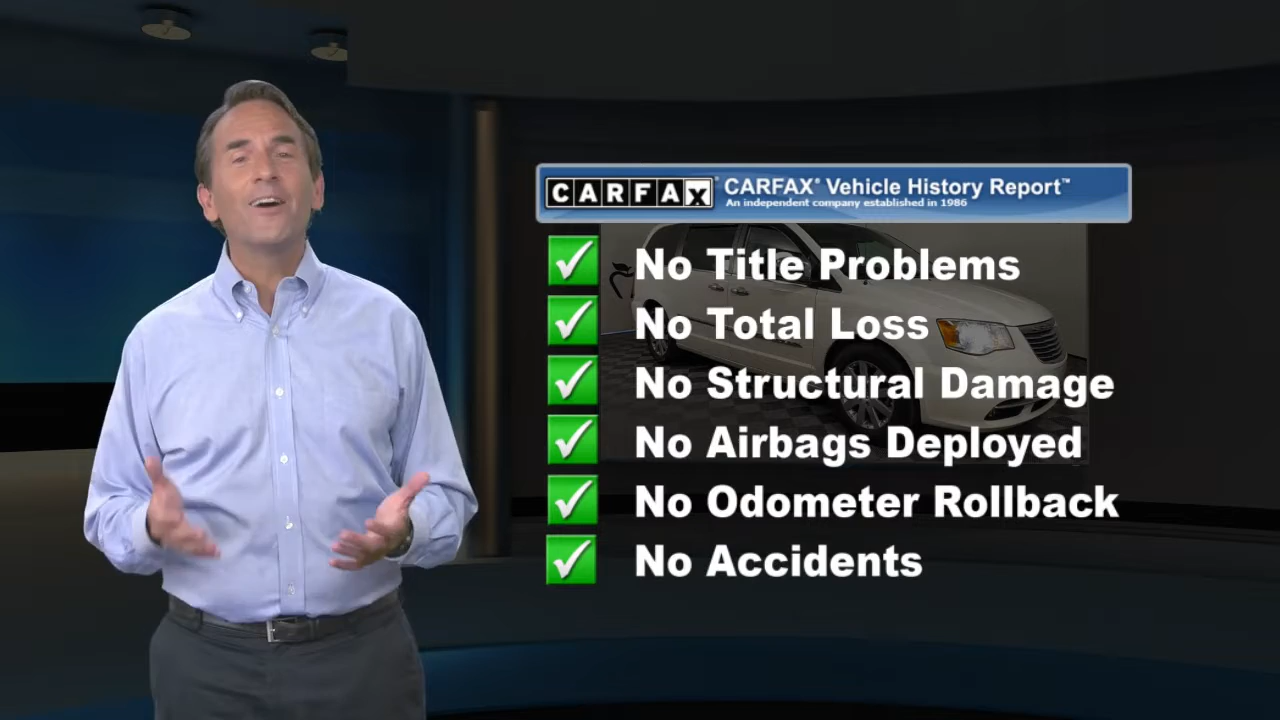 CARFAX® CARFAX® Vehicle History Report™
An independent company established in 1986
No Title Problems
No Total Loss
No Structural Damage
No Airbags Deployed
No Odometer Rollback
No Accidents